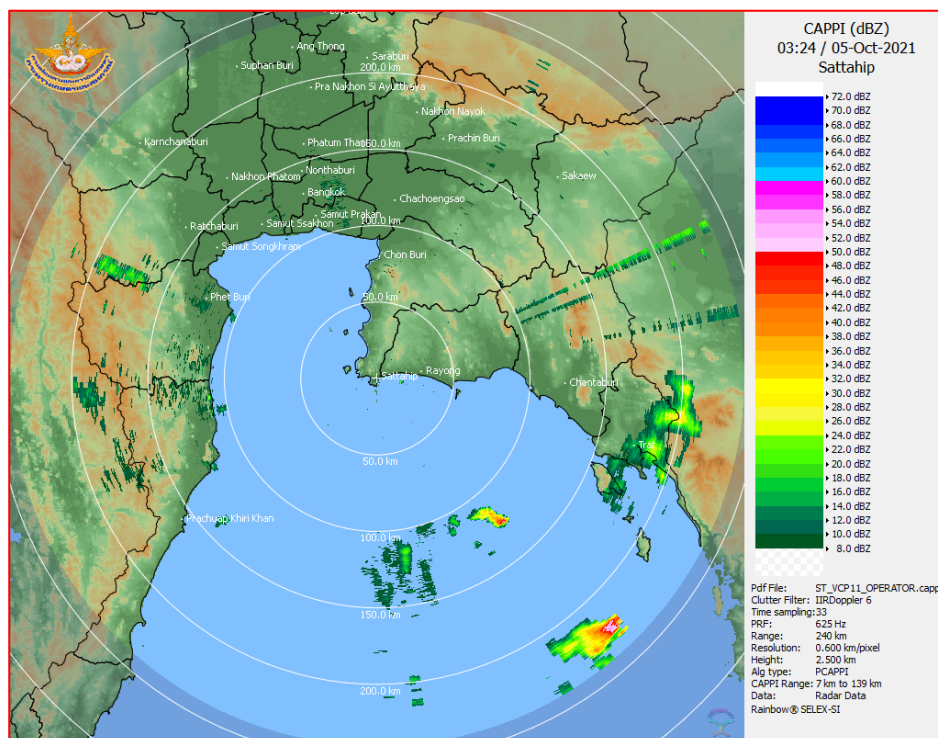 CAPPI (dBZ)
03:24 / 05-Oct-2021
Sattahip
72.0 dBZ
70.0 dBZ
68.0 dBZ
66.0 dBZ
64.0 dBZ
62.0 dBZ
60.0 dBZ
58.0 dBZ
56.0 dBZ
54.0 dBZ
52.0 dBZ
50.0 dBZ
48.0 dBZ
46.0 dBZ
44.0 dBZ
42.0 dBZ
40.0 dBZ
38.0 dBZ
36.0 dBZ
34.0 dBZ
32.0 dBZ
30.0 dBZ
28.0 dBZ
26.0 dBZ
24.0 dBZ
22.0 dBZ
20.0 dBZ
18.0 dBZ
16.0 dBZ
14.0 dBZ
12.0 dBZ
10.0 dBZ
8.0 dBZ
Pdf File: ST_VCP11_OPERATOR.capp
Clutter Filter: IIRDoppler 6
Time sampling:33
PRF: 625 Hz
Range: 240 km
Resolution: 0.600 km/pixel
Height: 2.500 km
Alg type: PCAPPI
CAPPI Range: 7 km to 139 km
Data: Radar Data
Rainbow® SELEX-SI
Ang Thong
Saraburi
Suphan Buri
200.0 km
Pra Nakhon Si Ayutthaya
Nakhon Nayok
Karnchanaburi
Phatum Thani
150.0 km
Prachin Buri
Nonthaburi
Nakhon Phatom
Sakaew
Bangkok
Chachoengsao
Samut Prakan
100.0 km
Ratchaburi
Samut Ssakhon
Samut Songkhram
Chon Buri
Phet Buri
50.0 km
Sattahip
Rayong
Chantaburi
50.0 km
Prachuap Khiri Khan
100.0 km
150.0 km
200.0 km